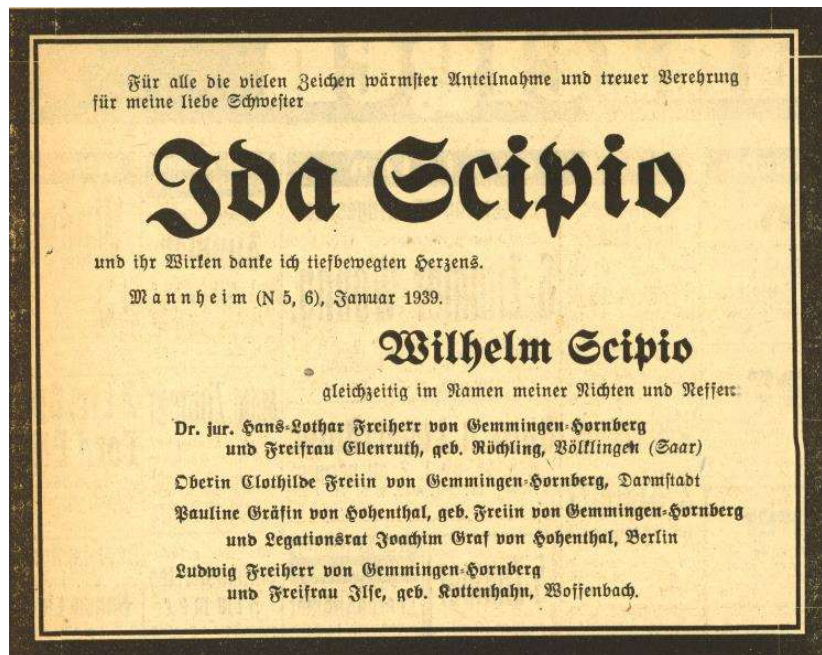 Für alle die vielen Zeichen wärmster Anteilnahme und treuer Verehrung
für meine liebe Schwester
Ida Scipio
und ihr Wirken danke ich tiefbewegten Herzens.
Mannheim (N 5, 6), Januar 1939.
Wilhelm Scipio
gleichzeitig im Namen meiner Nichten und Neffen:
Dr. jur. Hans-Lothar Freiherr von Gemmingen-Hornberg
und Freifrau Ellenruth, geb. Röchling, Völklingen (Saar)
Oberin Clothilde Freiin von Gemmingen-Hornberg, Darmstadt
Pauline Gräfin von Hohenthal, geb. Freiin von Gemmingen-Hornberg
und Legationsrat Joachim Graf von Hohenthal, Berlin
Ludwig Freiherr von Gemmingen-Hornberg
und Freifrau Ilse, geb. Kottenhahn, Woffenbach.